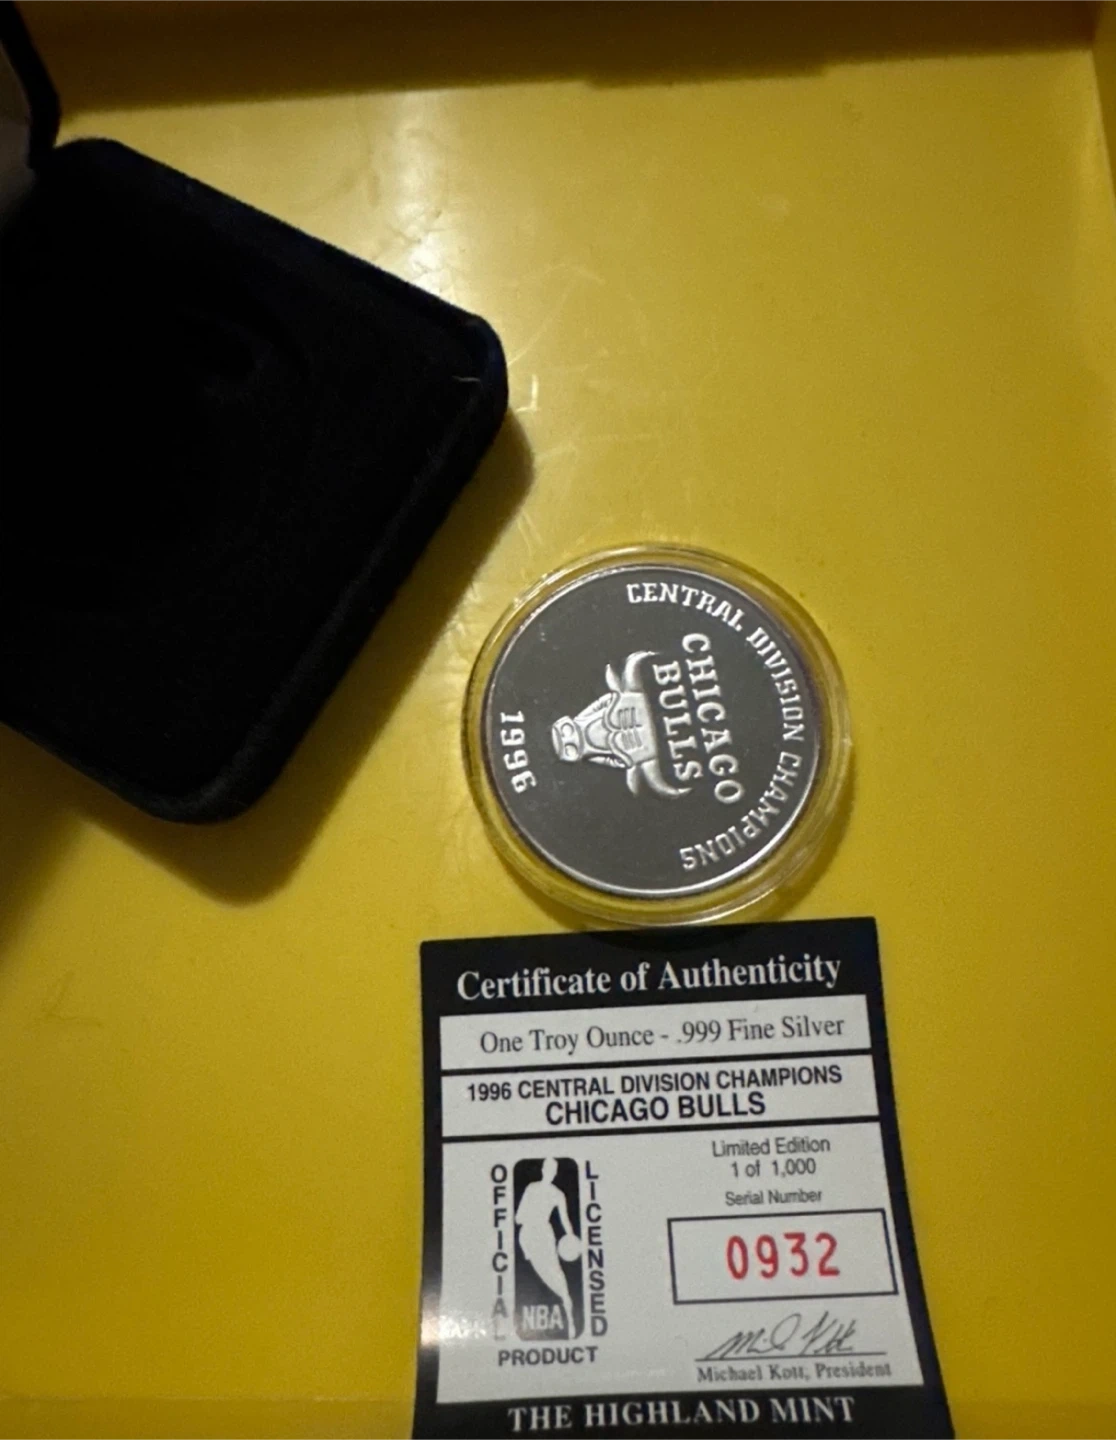 CENTRAL DIVISION CHAMPIONS
CHICAGO
BULLS
1996
Certificate of Authenticity
One Troy Ounce - .999 Fine Silver
1996 CENTRAL DIVISION CHAMPIONS
CHICAGO BULLS
OFFICIAL
NBA
LICENSED
PRODUCT
Limited Edition
1 of 1,000
Serial Number
0932
Michael Kott, President
THE HIGHLAND MINT